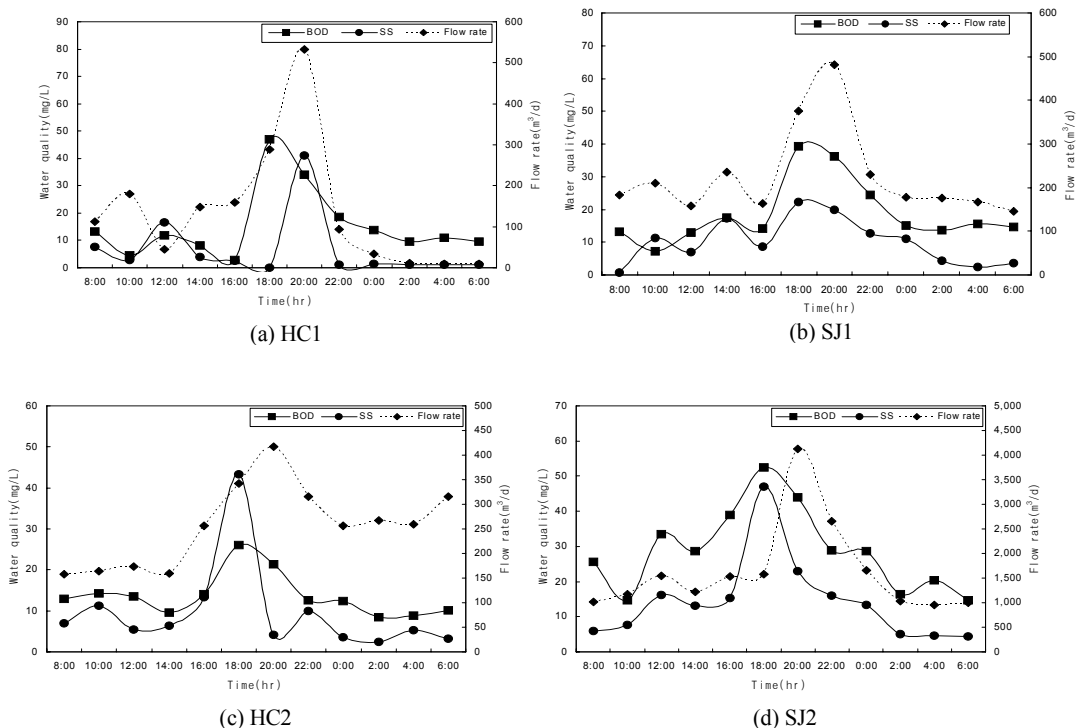 BOD SS Flow rate
Water quality(mg/L)
90
80
70
60
50
40
30
20
10
0
600
500
400
300
200
100
0
Flow rate(m³/d)
8:00 10:00 12:00 14:00 16:00 18:00 20:00 22:00 0:00 2:00 4:00 6:00
Time(hr)
(a) HC1
BOD SS Flow rate
Water quality(mg/L)
80
70
60
50
40
30
20
10
0
600
500
400
300
200
100
0
Flow rate(m³/d)
8:00 10:00 12:00 14:00 16:00 18:00 20:00 22:00 0:00 2:00 4:00 6:00
Time(hr)
(b) SJ1
BOD SS Flow rate
Water quality(mg/L)
60
50
40
30
20
10
0
500
450
400
350
300
250
200
150
100
50
0
Flow rate(m³/d)
8:00 10:00 12:00 14:00 16:00 18:00 20:00 22:00 0:00 2:00 4:00 6:00
Time(hr)
(c) HC2
BOD SS Flow rate
Water quality(mg/L)
70
60
50
40
30
20
10
0
5,000
4,500
4,000
3,500
3,000
2,500
2,000
1,500
1,000
500
0
Flow rate(m³/d)
8:00 10:00 12:00 14:00 16:00 18:00 20:00 22:00 0:00 2:00 4:00 6:00
Time(hr)
(d) SJ2